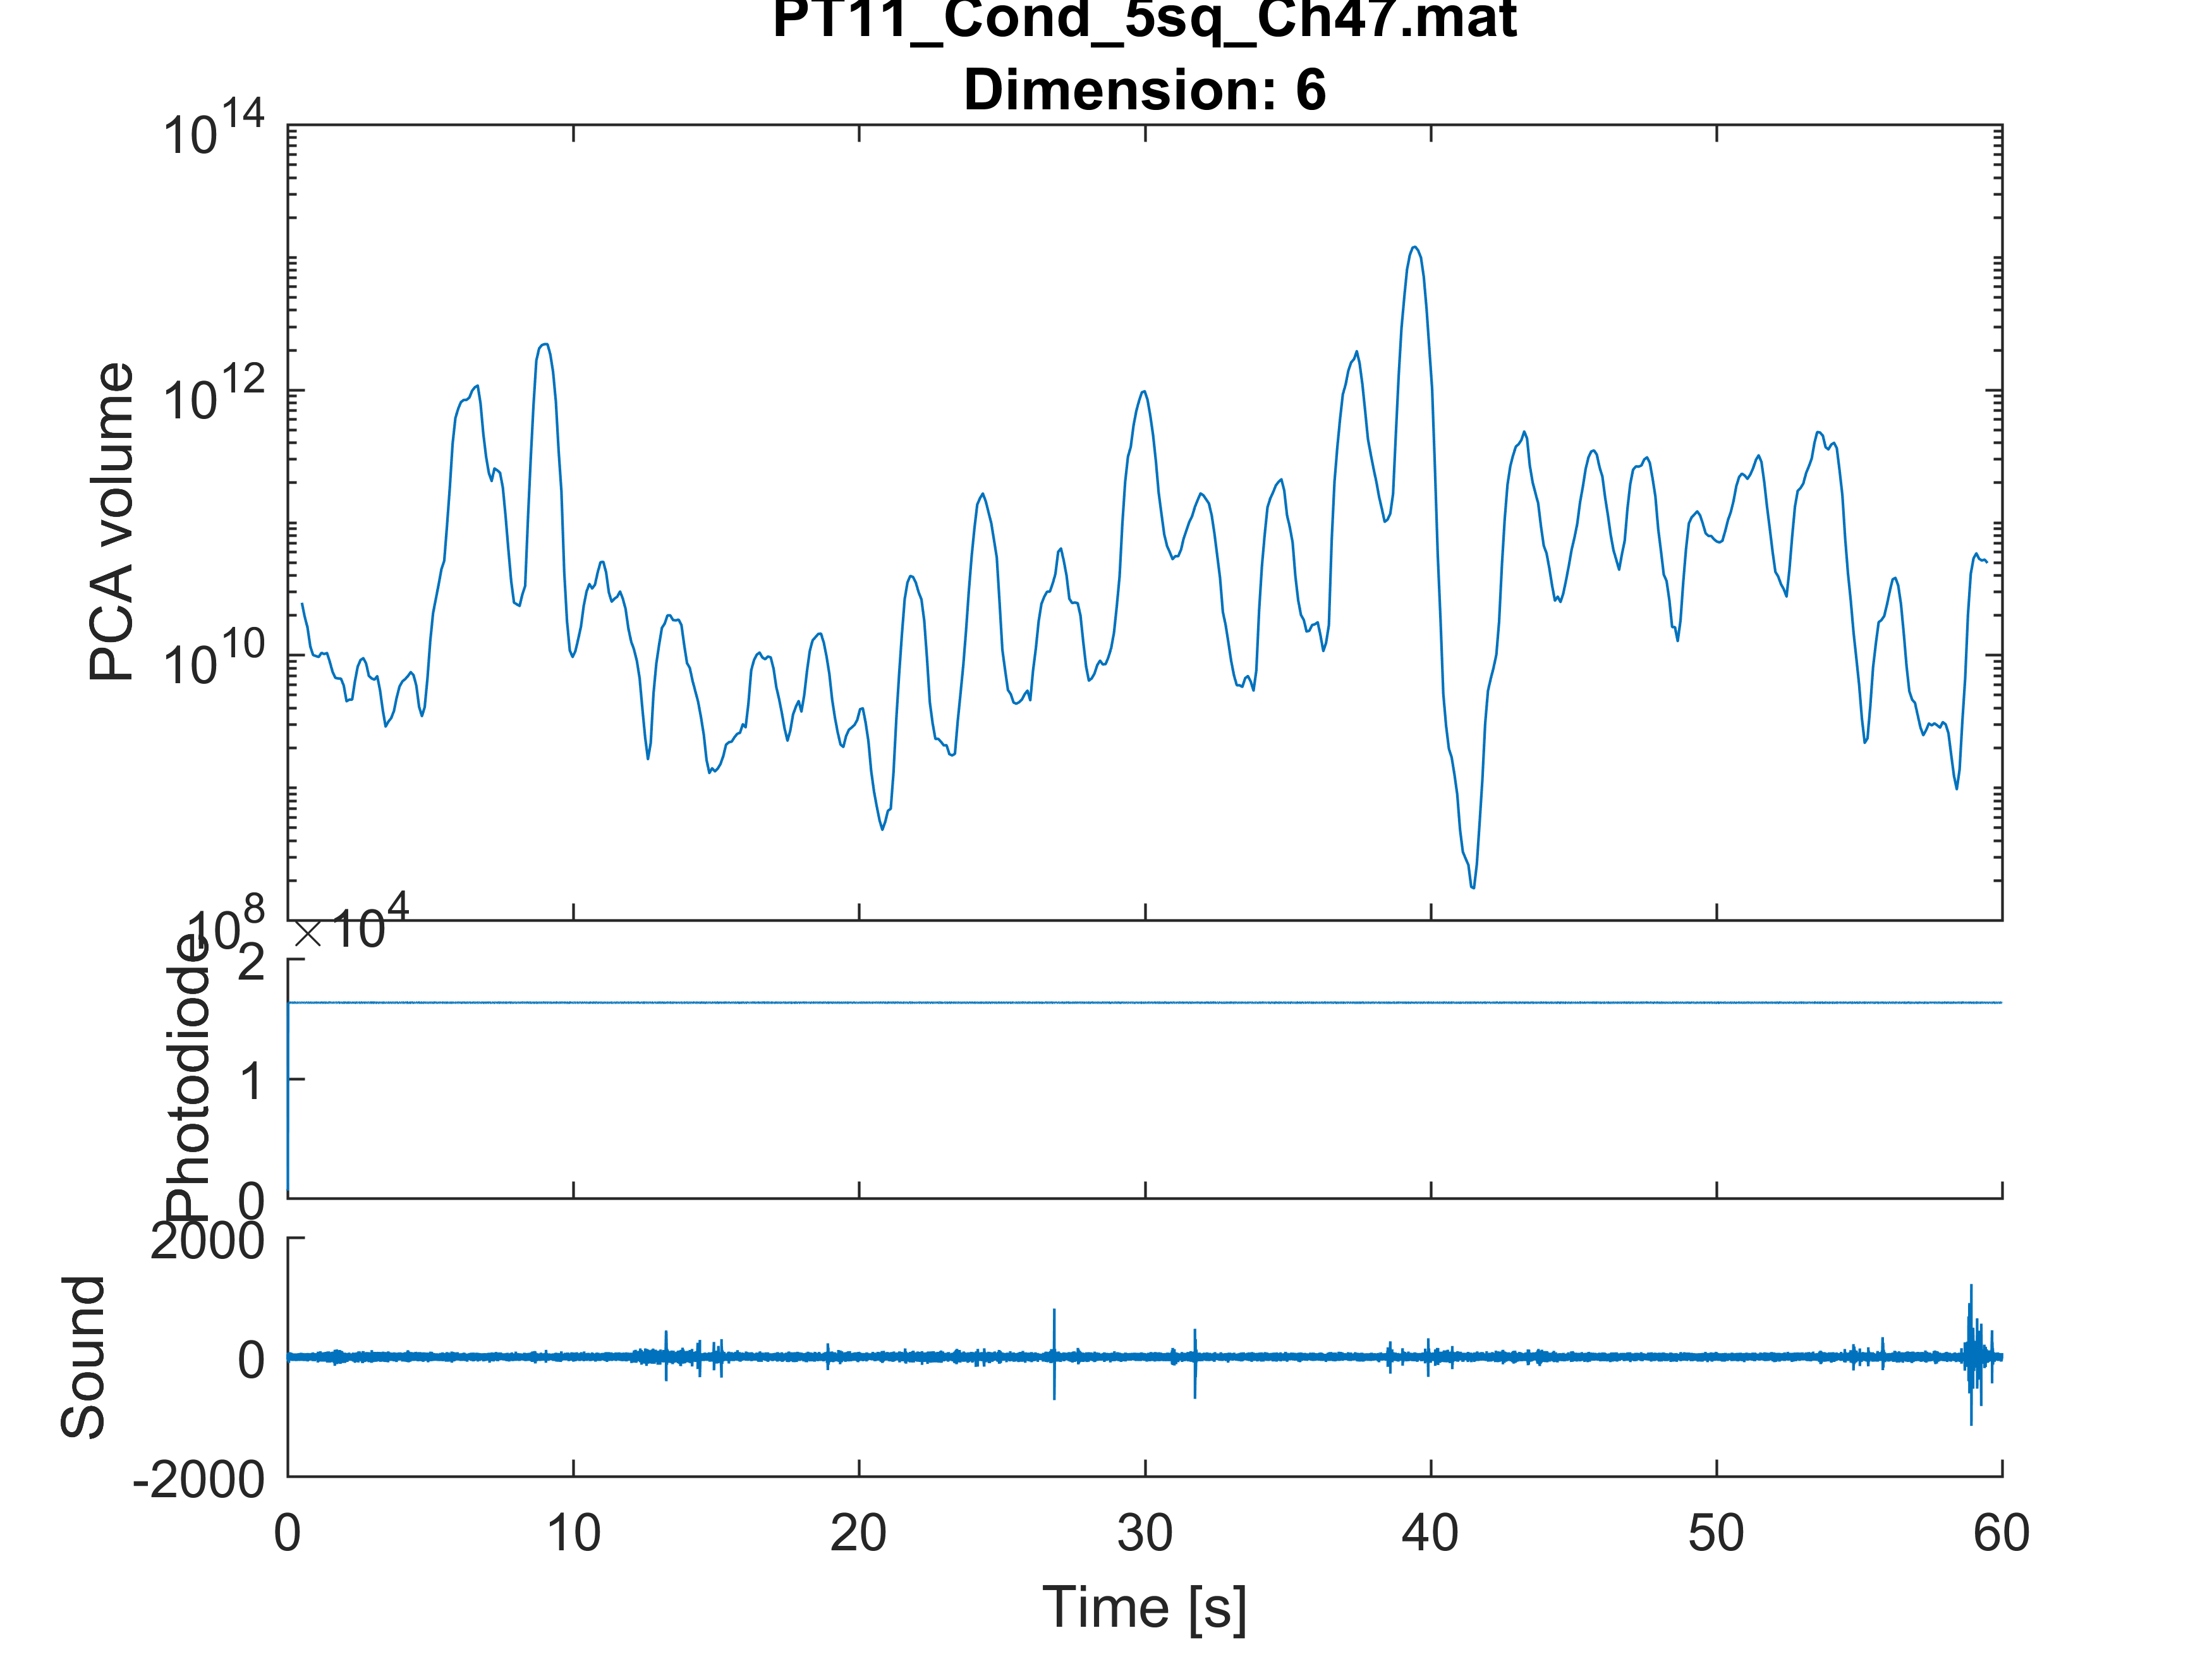 PT11_Cond_5sq_Ch47.mat
Dimension: 6
10^14
10^12
10^10
10^8
PCA volume
× 10^4
2
1
0
Photodiode
2000
0
-2000
Sound
0 10 20 30 40 50 60
Time [s]